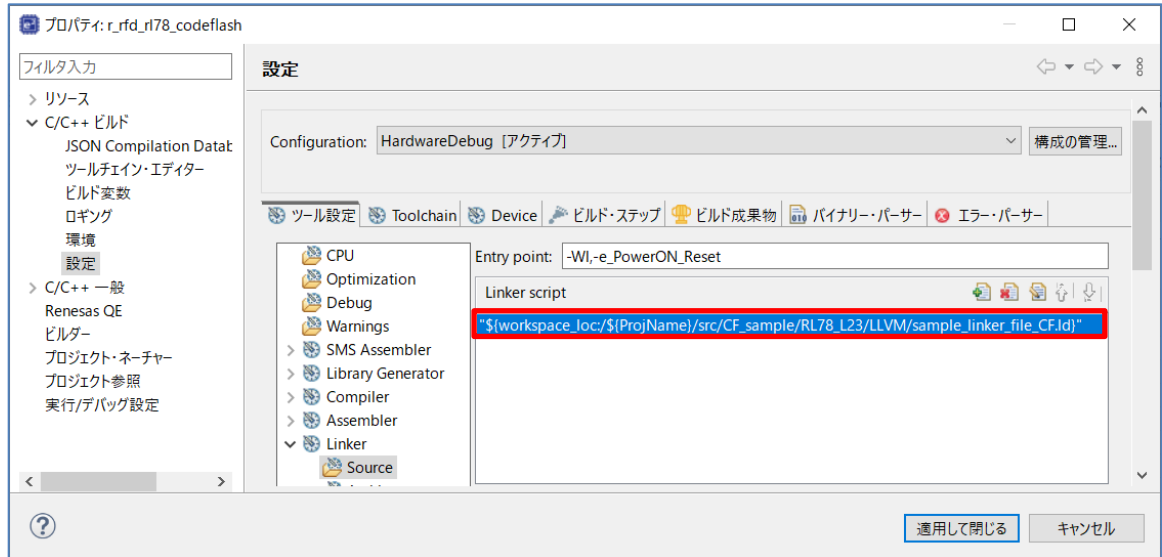 プロパティ: r_rfd_rl78_codeflash
フィルタ入力
設定
リソース
C/C++ ビルド
JSON Compilation Datab
ツールチェイン・エディター
ビルド変数
ロギング
環境
設定
C/C++ 一般
Renesas QE
ビルダー
プロジェクト・ネーチャー
プロジェクト参照
実行/デバッグ設定
Configuration: HardwareDebug [アクティブ]
構成の管理...
ツール設定 Toolchain Device ビルド・ステップ ビルド成果物 バイナリー・パーサー エラー・パーサー
CPU
Optimization
Debug
Warnings
SMS Assembler
Library Generator
Compiler
Assembler
Linker
Source
Entry point: -Wl,-e_PowerON_Reset
Linker script
"${workspace_loc:/${ProjName}/src/CF_sample/RL78_L23/LLVM/sample_linker_file_CF.ld}"
適用して閉じる
キャンセル